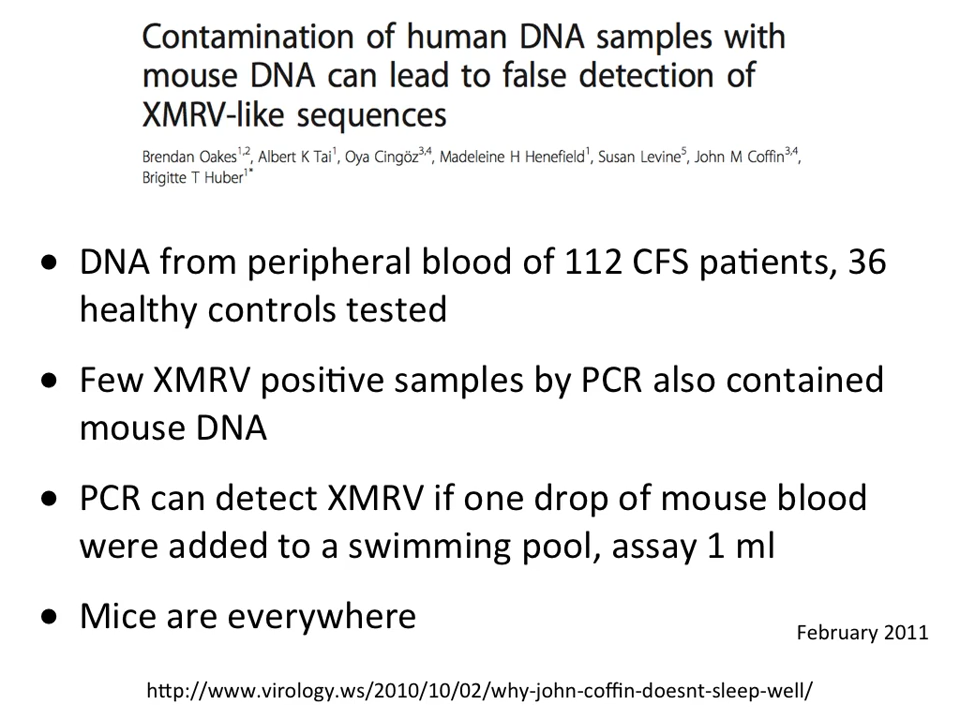 Contamination of human DNA samples with
mouse DNA can lead to false detection of
XMRV-like sequences
Brendan Oakes1,2, Albert K Tai1, Oya Cingöz3,4, Madeleine H Henefield1, Susan Levine5, John M Coffin3,4,
Brigitte T Huber1*
• DNA from peripheral blood of 112 CFS patients, 36
healthy controls tested
• Few XMRV positive samples by PCR also contained
mouse DNA
• PCR can detect XMRV if one drop of mouse blood
were added to a swimming pool, assay 1 ml
• Mice are everywhere
February 2011
http://www.virology.ws/2010/10/02/why-john-coffin-doesnt-sleep-well/